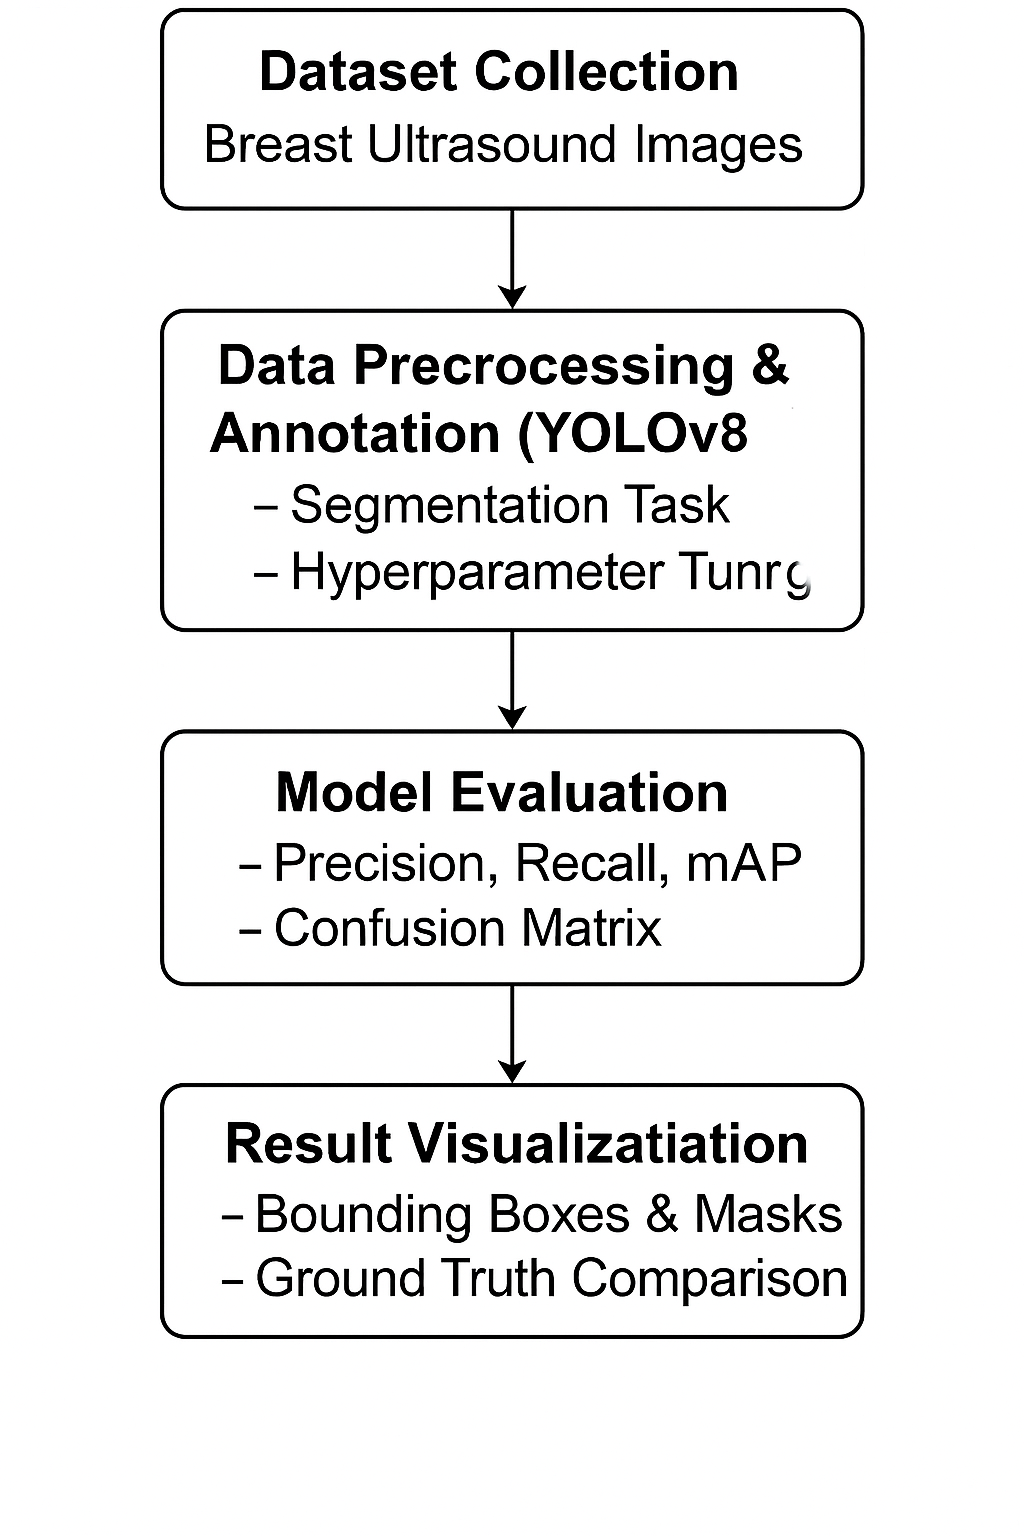 Dataset Collection
Breast Ultrasound Images
Data Precrocessing &
Annotation (YOLOv8
– Segmentation Task
– Hyperparameter Tunrg
Model Evaluation
– Precision, Recall, mAP
– Confusion Matrix
Result Visualizatiation
– Bounding Boxes & Masks
– Ground Truth Comparison